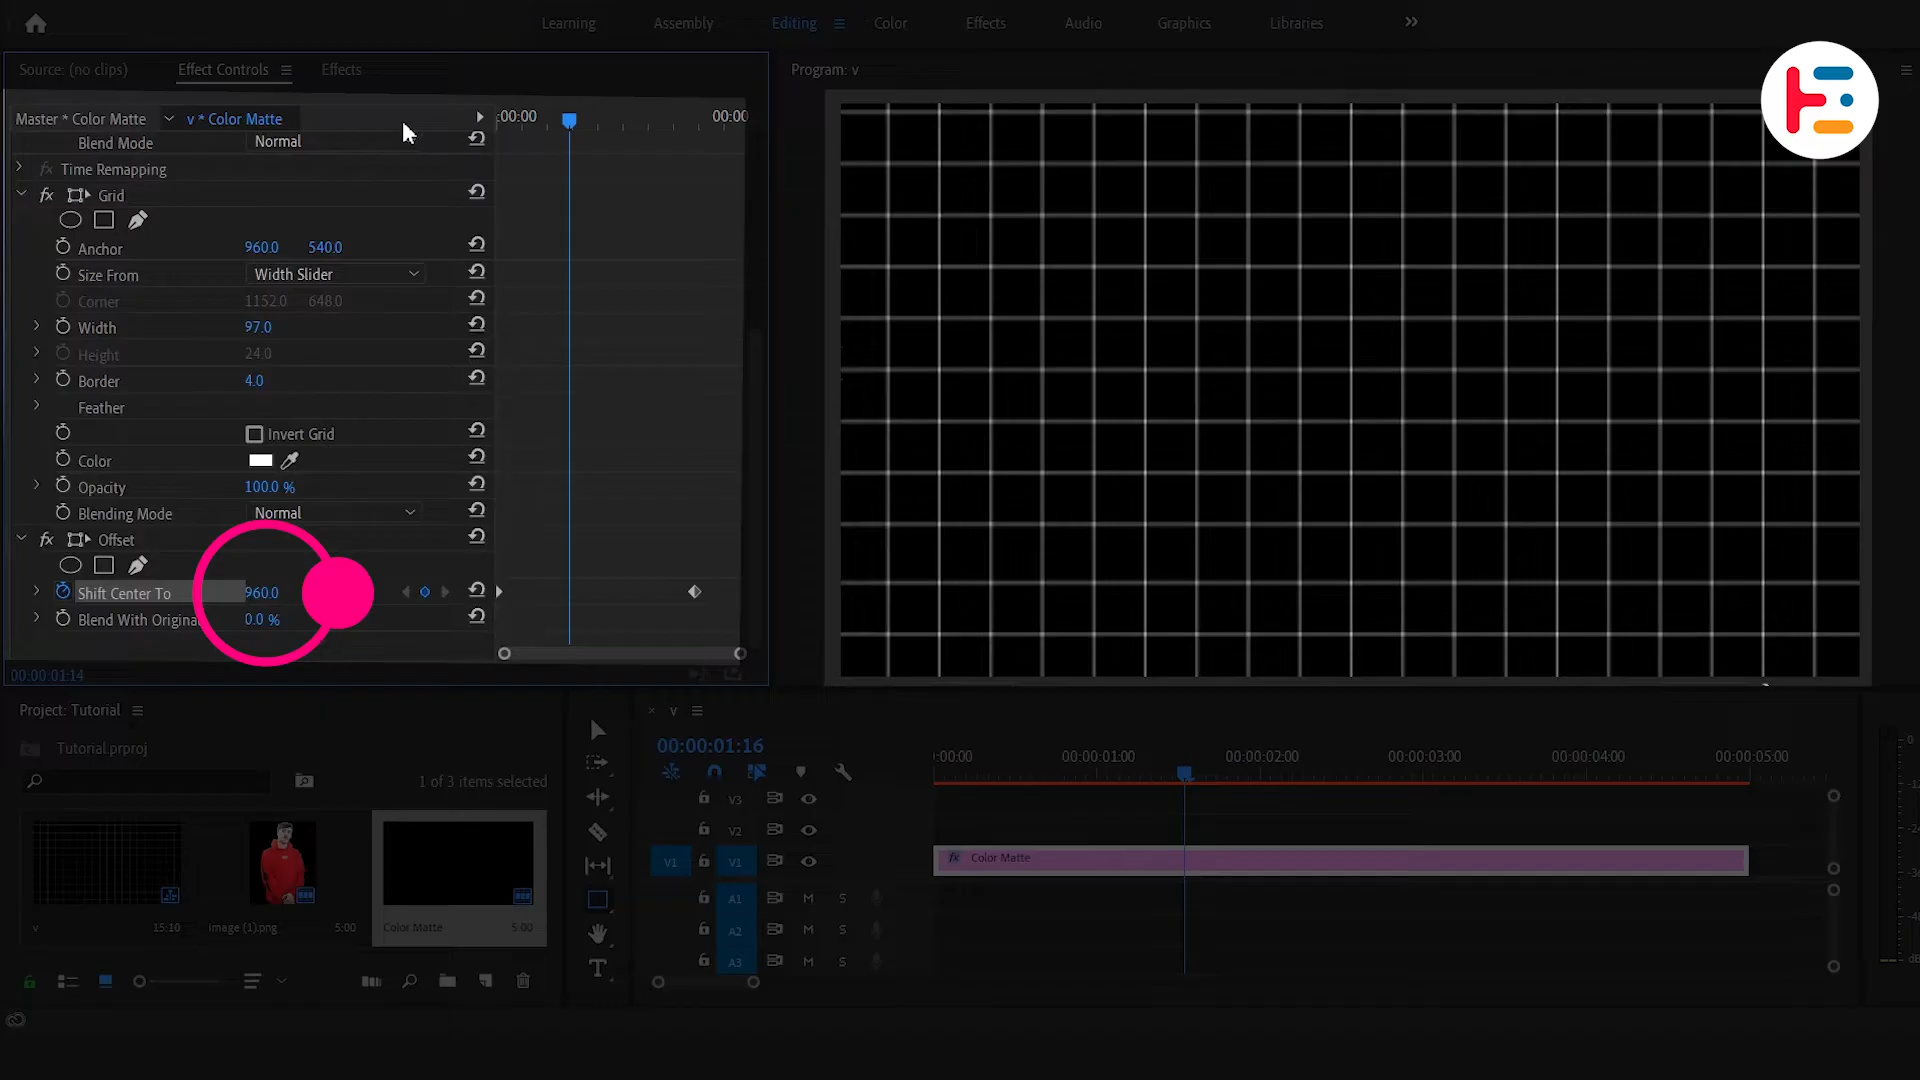 Learning Assembly Editing Color Effects Audio Graphics Libraries
Source: (no clips) Effect Controls Effects
Program: v
Master * Color Matte v * Color Matte :00:00 00:00
Blend Mode Normal
fx Time Remapping
fx Grid
Anchor 960.0 540.0
Size From Width Slider
Corner 1152.0 648.0
Width 97.0
Height 24.0
Border 4.0
Feather
Invert Grid
Color
Opacity 100.0 %
Blending Mode Normal
fx Offset
Shift Center To 960.0
Blend With Origina 0.0 %
00:00:01:14
Project: Tutorial
Tutorial.prproj
1 of 3 items selected
v 15:10 image (1).png 5:00 Color Matte 5:00
× v
00:00:01:16
:00:00 00:00:01:00 00:00:02:00 00:00:03:00 00:00:04:00 00:00:05:00
V3
V2
V1 V1 fx Color Matte
A1 M S
A2 M S
A3 M S
T
0
dB